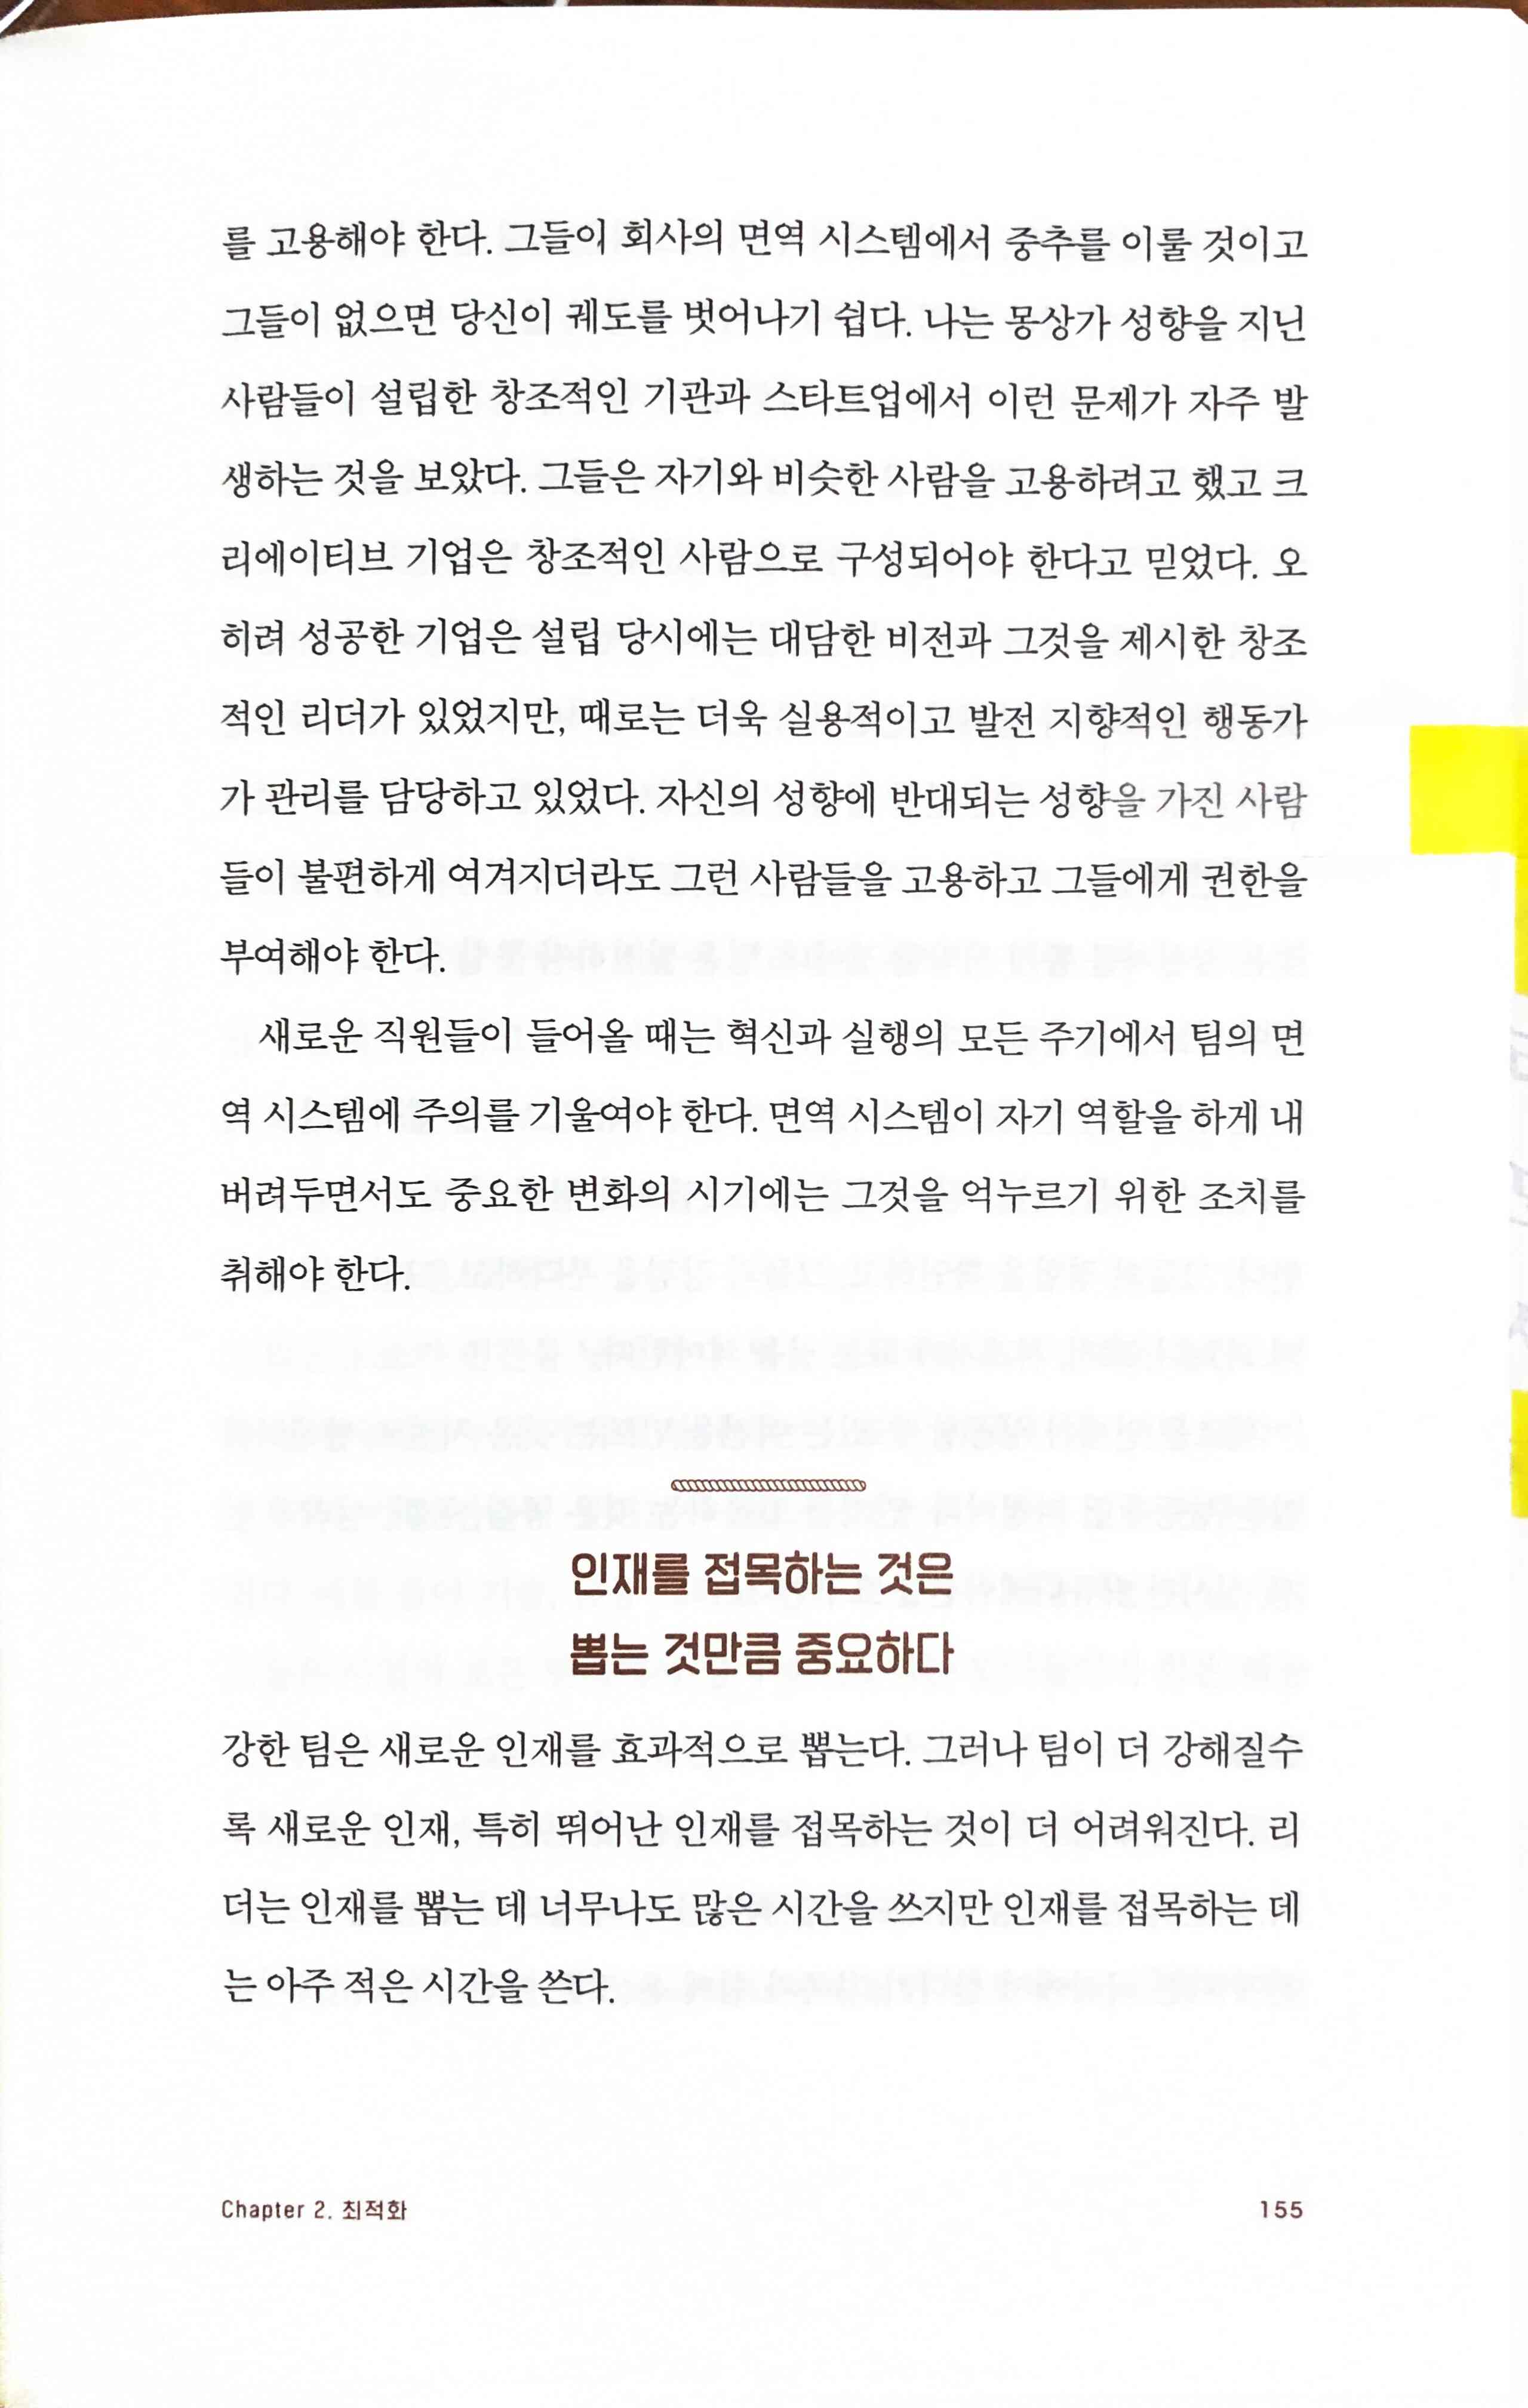 를 고용해야 한다. 그들이 회사의 면역 시스템에서 중추를 이룰 것이고
그들이 없으면 당신이 궤도를 벗어나기 쉽다. 나는 몽상가 성향을 지닌
사람들이 설립한 창조적인 기관과 스타트업에서 이런 문제가 자주 발
생하는 것을 보았다. 그들은 자기와 비슷한 사람을 고용하려고 했고 크
리에이티브 기업은 창조적인 사람으로 구성되어야 한다고 믿었다. 오
히려 성공한 기업은 설립 당시에는 대담한 비전과 그것을 제시한 창조
적인 리더가 있었지만, 때로는 더욱 실용적이고 발전 지향적인 행동가
가 관리를 담당하고 있었다. 자신의 성향에 반대되는 성향을 가진 사람
들이 불편하게 여겨지더라도 그런 사람들을 고용하고 그들에게 권한을
부여해야 한다.
새로운 직원들이 들어올 때는 혁신과 실행의 모든 주기에서 팀의 면
역 시스템에 주의를 기울여야 한다. 면역 시스템이 자기 역할을 하게 내
버려두면서도 중요한 변화의 시기에는 그것을 억누르기 위한 조치를
취해야 한다.
인재를 접목하는 것은
뽑는 것만큼 중요하다
강한 팀은 새로운 인재를 효과적으로 뽑는다. 그러나 팀이 더 강해질수
록 새로운 인재, 특히 뛰어난 인재를 접목하는 것이 더 어려워진다. 리
더는 인재를 뽑는 데 너무나도 많은 시간을 쓰지만 인재를 접목하는 데
는 아주 적은 시간을 쓴다.
Chapter 2. 최적화 155